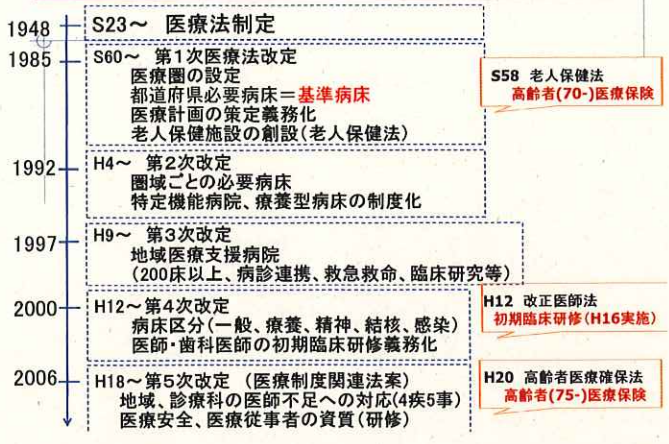 1948
S23～ 医療法制定
1985
S60～ 第1次医療法改定
医療圏の設定
都道府県必要病床＝基準病床
医療計画の策定義務化
老人保健施設の創設(老人保健法)
S58 老人保健法
高齢者(70-)医療保険
1992
H4～ 第2次改定
圏域ごとの必要病床
特定機能病院、療養型病床の制度化
1997
H9～ 第3次改定
地域医療支援病院
(200床以上、病診連携、救急救命、臨床研究等)
2000
H12～第4次改定
病床区分(一般、療養、精神、結核、感染)
医師・歯科医師の初期臨床研修義務化
H12 改正医師法
初期臨床研修(H16実施)
2006
H18～第5次改定 (医療制度関連法案)
地域、診療科の医師不足への対応(4疾5事)
医療安全、医療従事者の資質(研修)
H20 高齢者医療確保法
高齢者(75-)医療保険